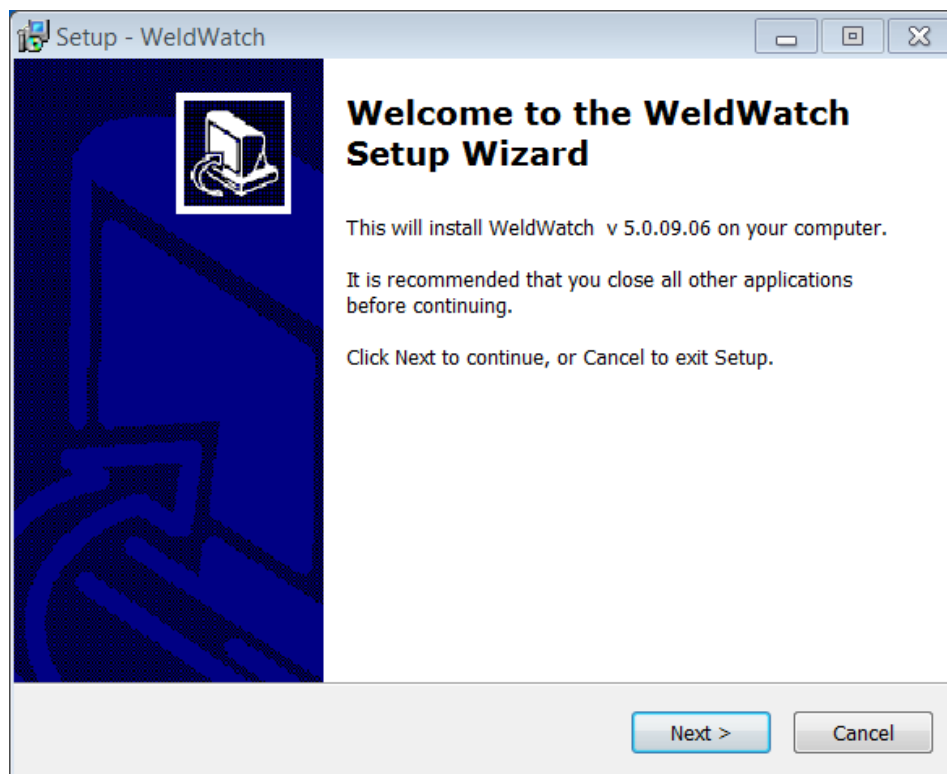 Setup - WeldWatch
Welcome to the WeldWatch
Setup Wizard
This will install WeldWatch  v 5.0.09.06 on your computer.
It is recommended that you close all other applications
before continuing.
Click Next to continue, or Cancel to exit Setup.
Next >
Cancel